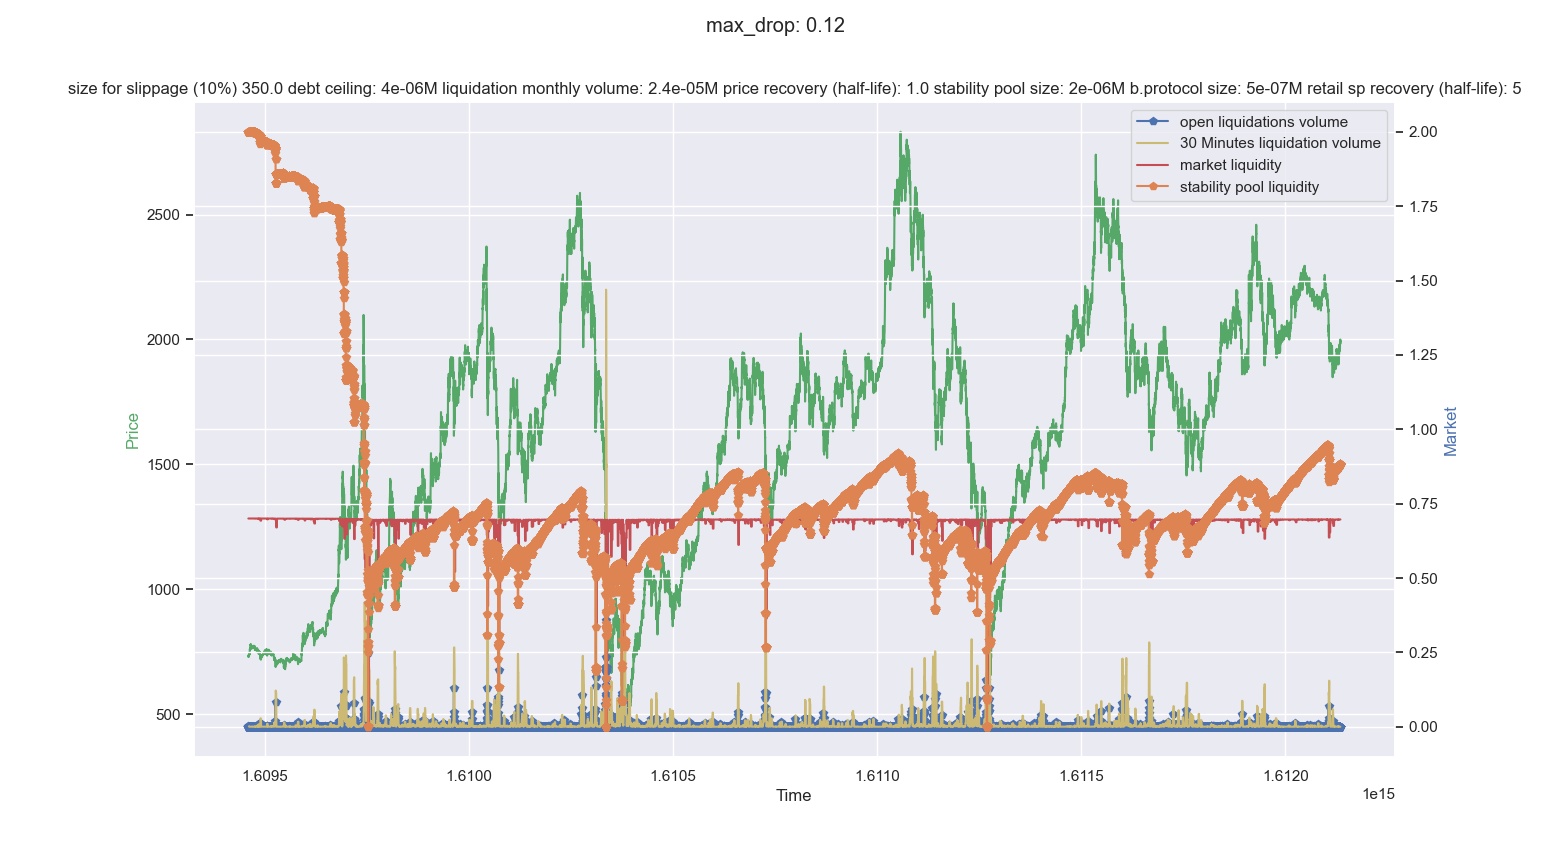 max_drop: 0.12
size for slippage (10%) 350.0 debt ceiling: 4e-06M liquidation monthly volume: 2.4e-05M price recovery (half-life): 1.0 stability pool size: 2e-06M b.protocol size: 5e-07M retail sp recovery (half-life): 5
open liquidations volume
30 Minutes liquidation volume
market liquidity
stability pool liquidity
2500
2000
1500
1000
500
Price
2.00
1.75
1.50
1.25
1.00
0.75
0.50
0.25
0.00
Market
1.6095 1.6100 1.6105 1.6110 1.6115 1.6120
Time
1e15